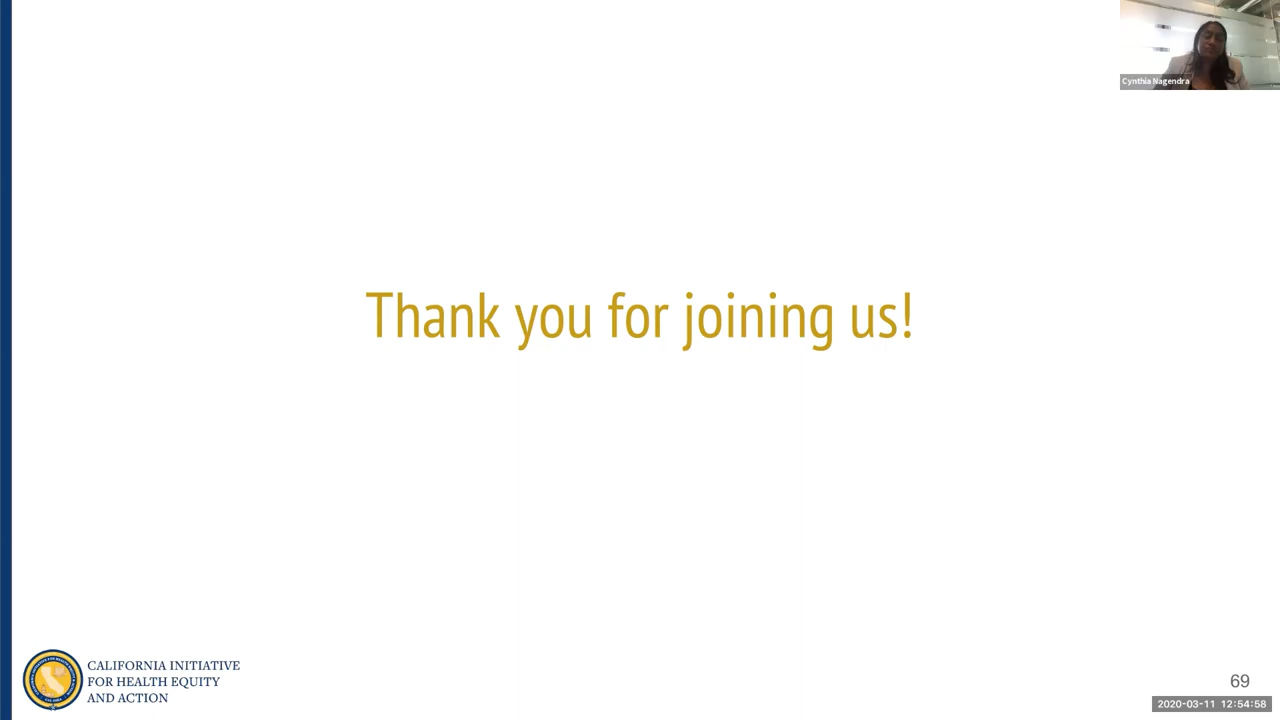 Cynthia Nagendra
Thank you for joining us!
CALIFORNIA INITIATIVE
FOR HEALTH EQUITY
AND ACTION
69
2020-03-11 12:54:58